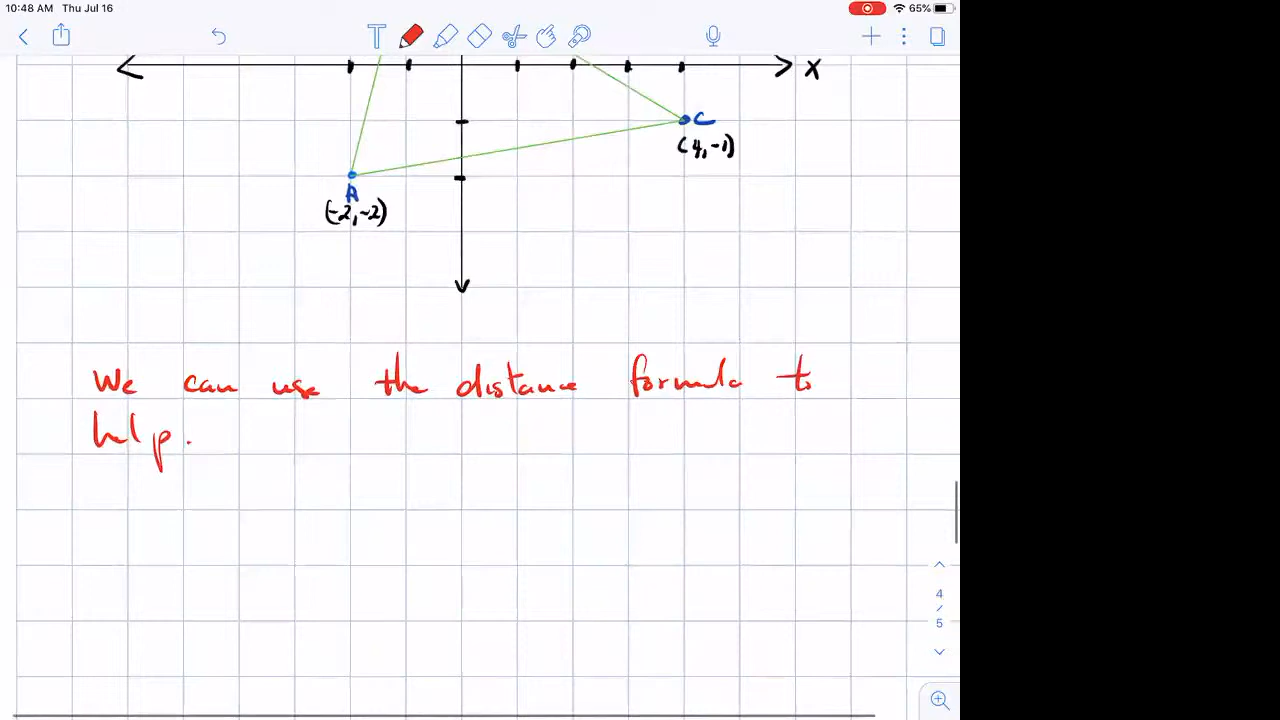 10:48 AM Thu Jul 16
65%
T
X
C
(4,-1)
A
(-2,-2)
We can use the distance formula to
help.
4
/
5